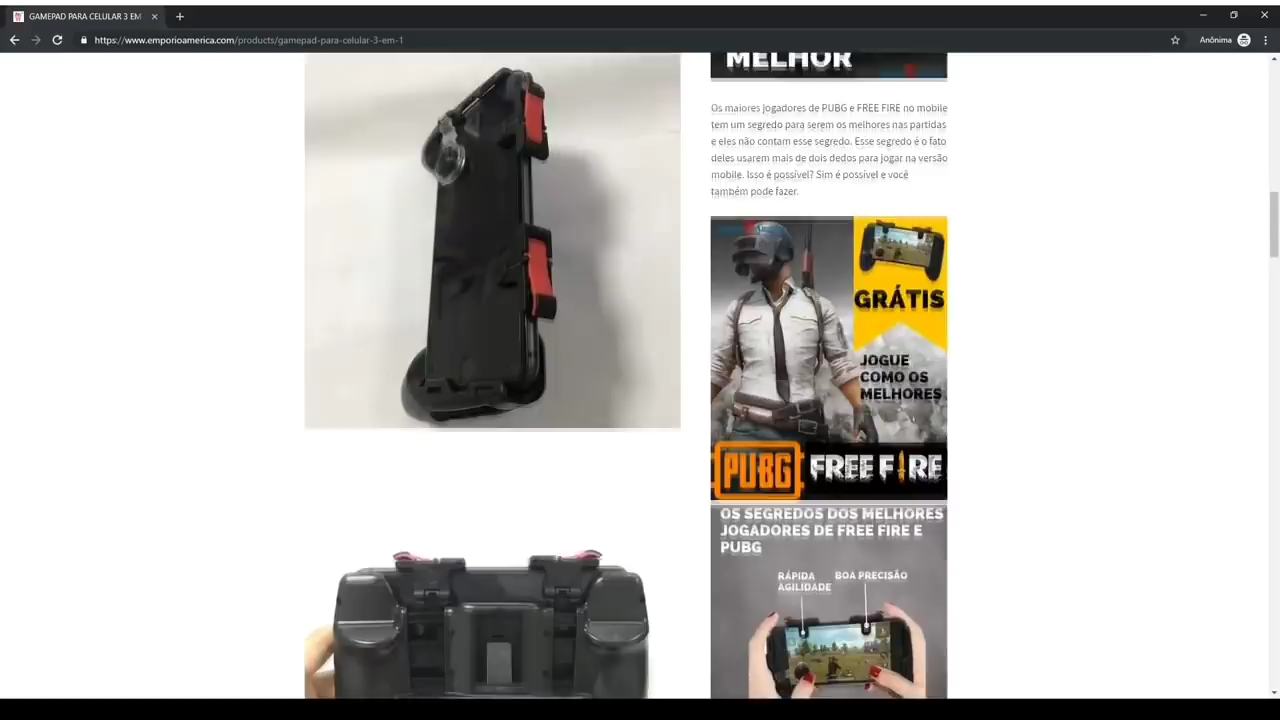 GAMEPAD PARA CELULAR 3 EM
https://www.emporioamerica.com/products/gamepad-para-celular-3-em-1
Anônima
MELHOR
Os maiores jogadores de PUBG e FREE FIRE no mobile
tem um segredo para serem os melhores nas partidas
e eles não contam esse segredo. Esse segredo é o fato
deles usarem mais de dois dedos para jogar na versão
mobile. Isso é possível? Sim é possível e você
também pode fazer.
GRÁTIS
JOGUE
COMO OS
MELHORES
PUBG
FREE FIRE
OS SEGREDOS DOS MELHORES
JOGADORES DE FREE FIRE E
PUBG
RÁPIDA
AGILIDADE
BOA PRECISÃO